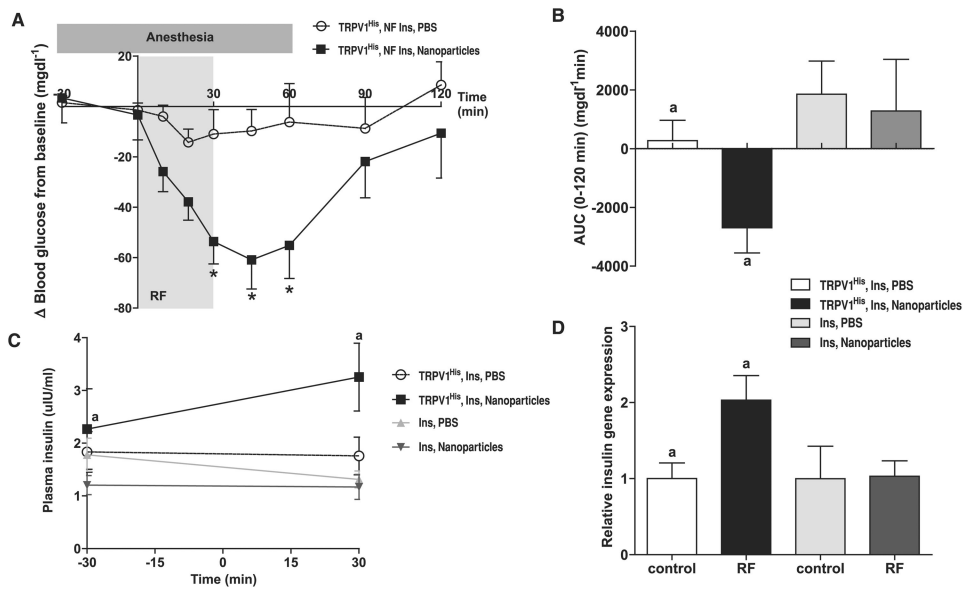 A
TRPV1His, NF Ins, PBS
TRPV1His, NF Ins, Nanoparticles
Anesthesia
Δ Blood glucose from baseline (mgdl-1)
20
-20
-40
-60
-80
-30
30
60
90
120
Time
(min)
RF
*
*
*
B
AUC (0-120 min) (mgdl-1min)
4000
2000
0
-2000
-4000
a
a
TRPV1His, Ins, PBS
TRPV1His, Ins, Nanoparticles
Ins, PBS
Ins, Nanoparticles
C
Plasma insulin (uIU/ml)
4
3
2
1
0
a
a
-30
-15
0
15
30
Time (min)
TRPV1His, Ins, PBS
TRPV1His, Ins, Nanoparticles
Ins, PBS
Ins, Nanoparticles
D
Relative insulin gene expression
3
2
1
0
a
a
control
RF
control
RF